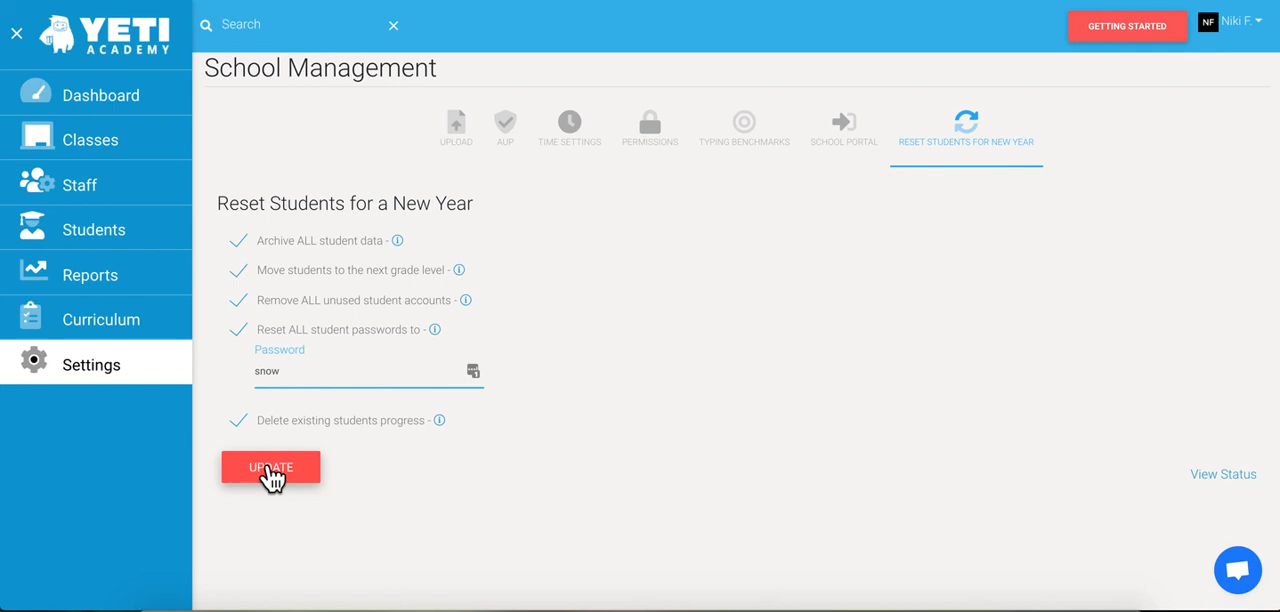 YETI
ACADEMY
Search
GETTING STARTED
NF
Niki F.
Dashboard
Classes
Staff
Students
Reports
Curriculum
Settings
School Management
UPLOAD
AUP
TIME SETTINGS
PERMISSIONS
TYPING BENCHMARKS
SCHOOL PORTAL
RESET STUDENTS FOR NEW YEAR
Reset Students for a New Year
Archive ALL student data -
Move students to the next grade level -
Remove ALL unused student accounts -
Reset ALL student passwords to -
Password
snow
Delete existing students progress -
UPDATE
View Status